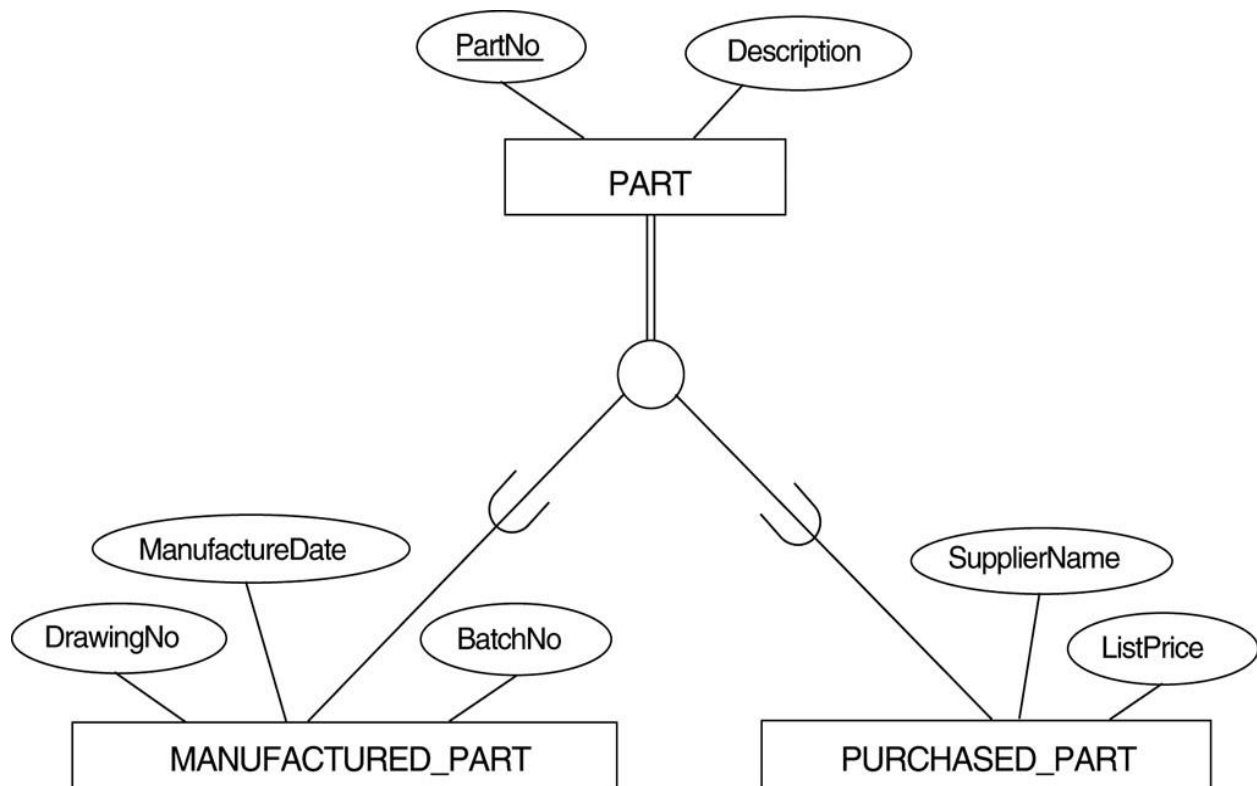 PartNo
Description
PART
ManufactureDate
SupplierName
DrawingNo
BatchNo
ListPrice
MANUFACTURED_PART
PURCHASED_PART